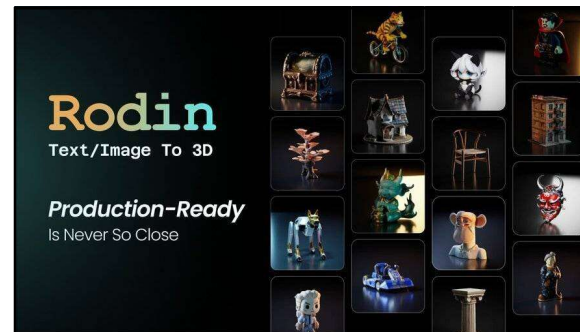 Rodin
Text/Image To 3D
Production-Ready
Is Never So Close